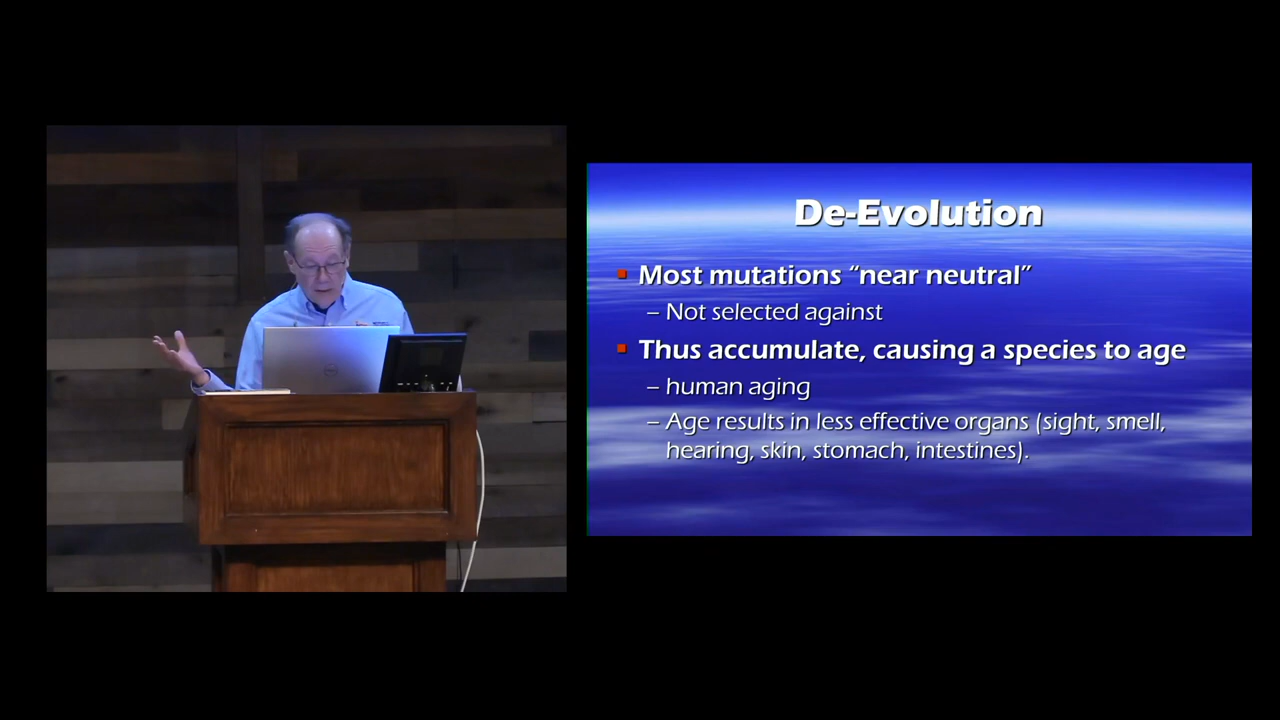 De-Evolution
Most mutations “near neutral”
– Not selected against
Thus accumulate, causing a species to age
– human aging
– Age results in less effective organs (sight, smell,
hearing, skin, stomach, intestines).